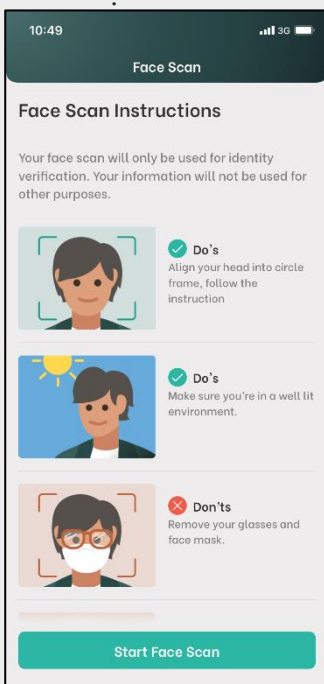 10:49
3G
Face Scan
Face Scan Instructions
Your face scan will only be used for identity
verification. Your information will not be used for
other purposes.
Do's
Align your head into circle
frame, follow the
instruction
Do's
Make sure you're in a well lit
environment.
Don'ts
Remove your glasses and
face mask.
Start Face Scan